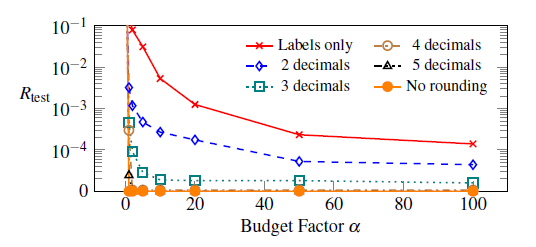 10⁻¹
10⁻²
10⁻³
10⁻⁴
0
R_test
Labels only
2 decimals
3 decimals
4 decimals
5 decimals
No rounding
0 20 40 60 80 100
Budget Factor α